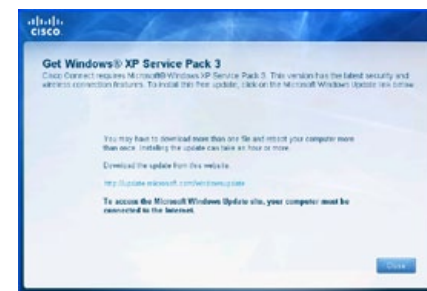 cisco
Get Windows® XP Service Pack 3
Cisco Connect requires Microsoft® Windows XP Service Pack 3. This version has the latest security and
wireless connection features. To install this free update, click on the Microsoft Windows Update link below.
You may have to download more than one file and reboot your computer more
than once. Installing the update can take an hour or more.
Download the update from this website.
http://update.microsoft.com/windowsupdate
To access the Microsoft Windows Update site, your computer must be
connected to the Internet.
Close